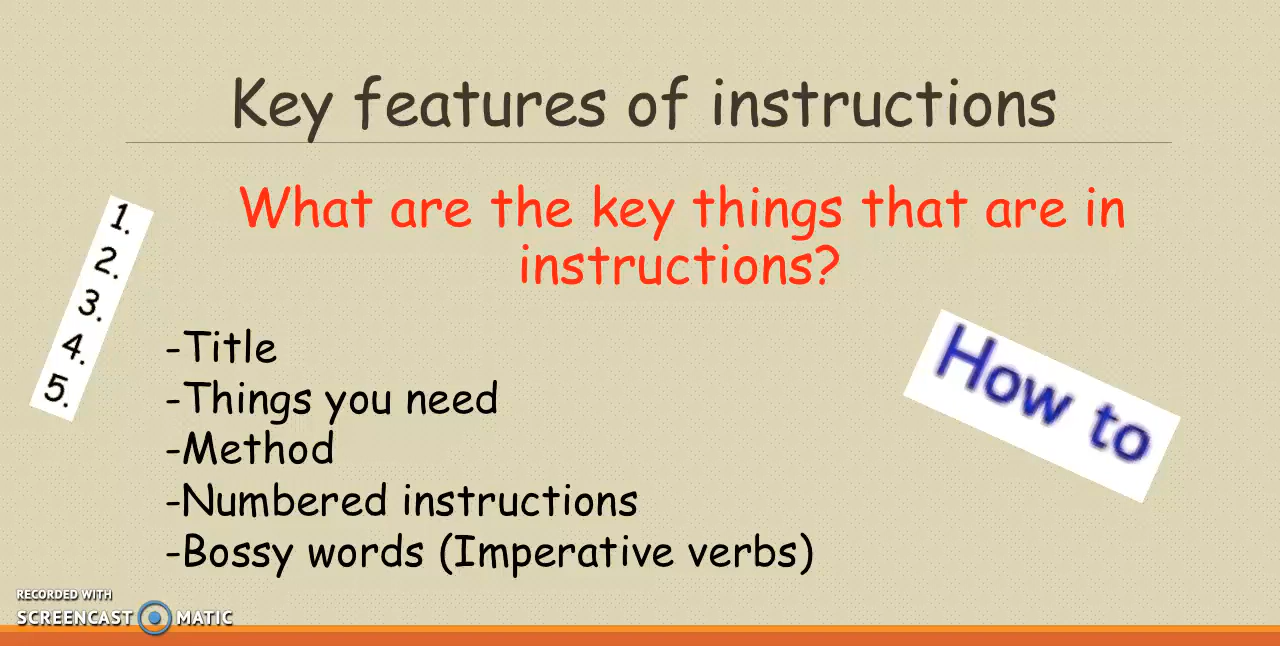 Key features of instructions
What are the key things that are in
instructions?
1.
2.
3.
4.
5.
-Title
-Things you need
-Method
-Numbered instructions
-Bossy words (Imperative verbs)
How to
RECORDED WITH
SCREENCAST MATIC